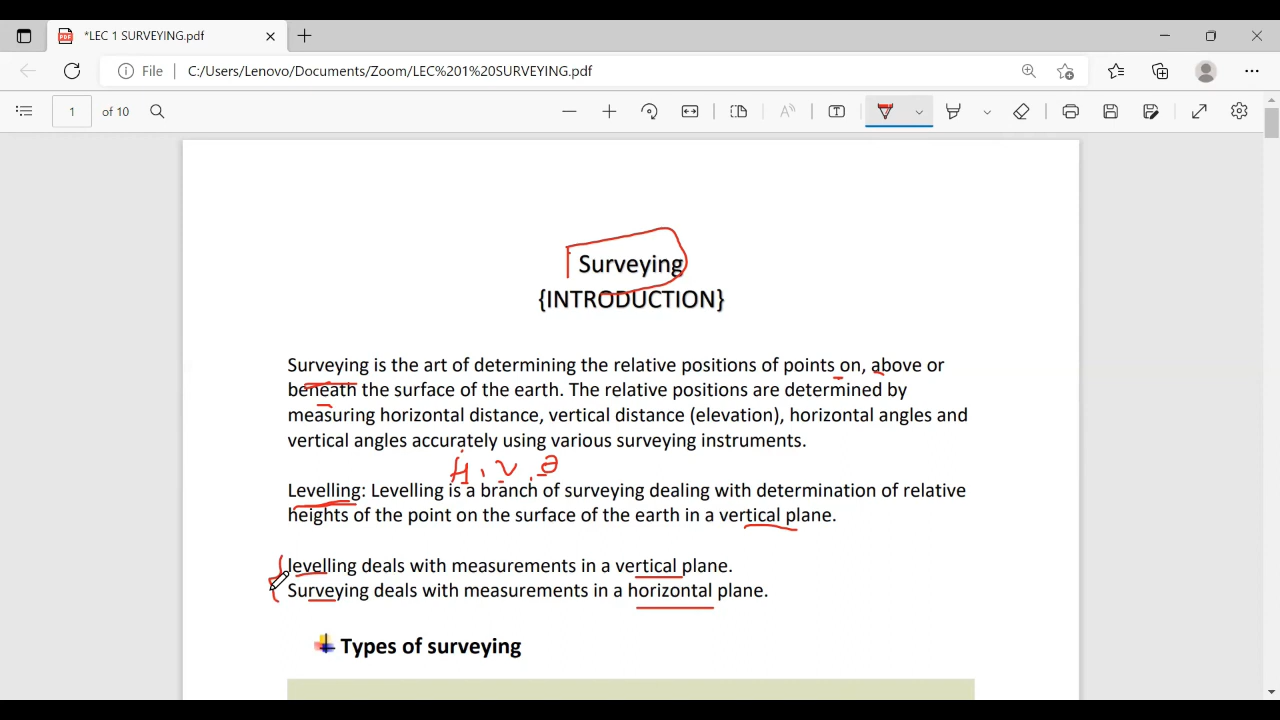 *LEC 1 SURVEYING.pdf
File C:/Users/Lenovo/Documents/Zoom/LEC%201%20SURVEYING.pdf
1 of 10
Surveying
{INTRODUCTION}
Surveying is the art of determining the relative positions of points on, above or
beneath the surface of the earth. The relative positions are determined by
measuring horizontal distance, vertical distance (elevation), horizontal angles and
vertical angles accurately using various surveying instruments.
H, V, θ
Levelling: Levelling is a branch of surveying dealing with determination of relative
heights of the point on the surface of the earth in a vertical plane.
levelling deals with measurements in a vertical plane.
Surveying deals with measurements in a horizontal plane.
Types of surveying